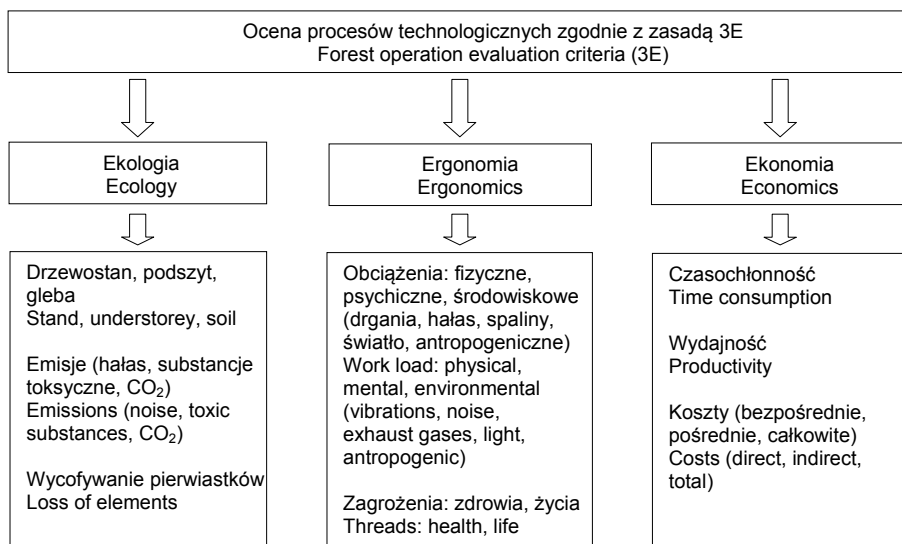 Ocena procesów technologicznych zgodnie z zasadą 3E
Forest operation evaluation criteria (3E)
Ekologia
Ecology
Ergonomia
Ergonomics
Ekonomia
Economics
Drzewostan, podszyt,
gleba
Stand, understorey, soil
Emisje (hałas, substancje
toksyczne, CO₂)
Emissions (noise, toxic
substances, CO₂)
Wycofywanie pierwiastków
Loss of elements
Obciążenia: fizyczne,
psychiczne, środowiskowe
(drgania, hałas, spaliny,
światło, antropogeniczne)
Work load: physical,
mental, environmental
(vibrations, noise,
exhaust gases, light,
antropogenic)
Zagrożenia: zdrowia, życia
Threads: health, life
Czasochłonność
Time consumption
Wydajność
Productivity
Koszty (bezpośrednie,
pośrednie, całkowite)
Costs (direct, indirect,
total)